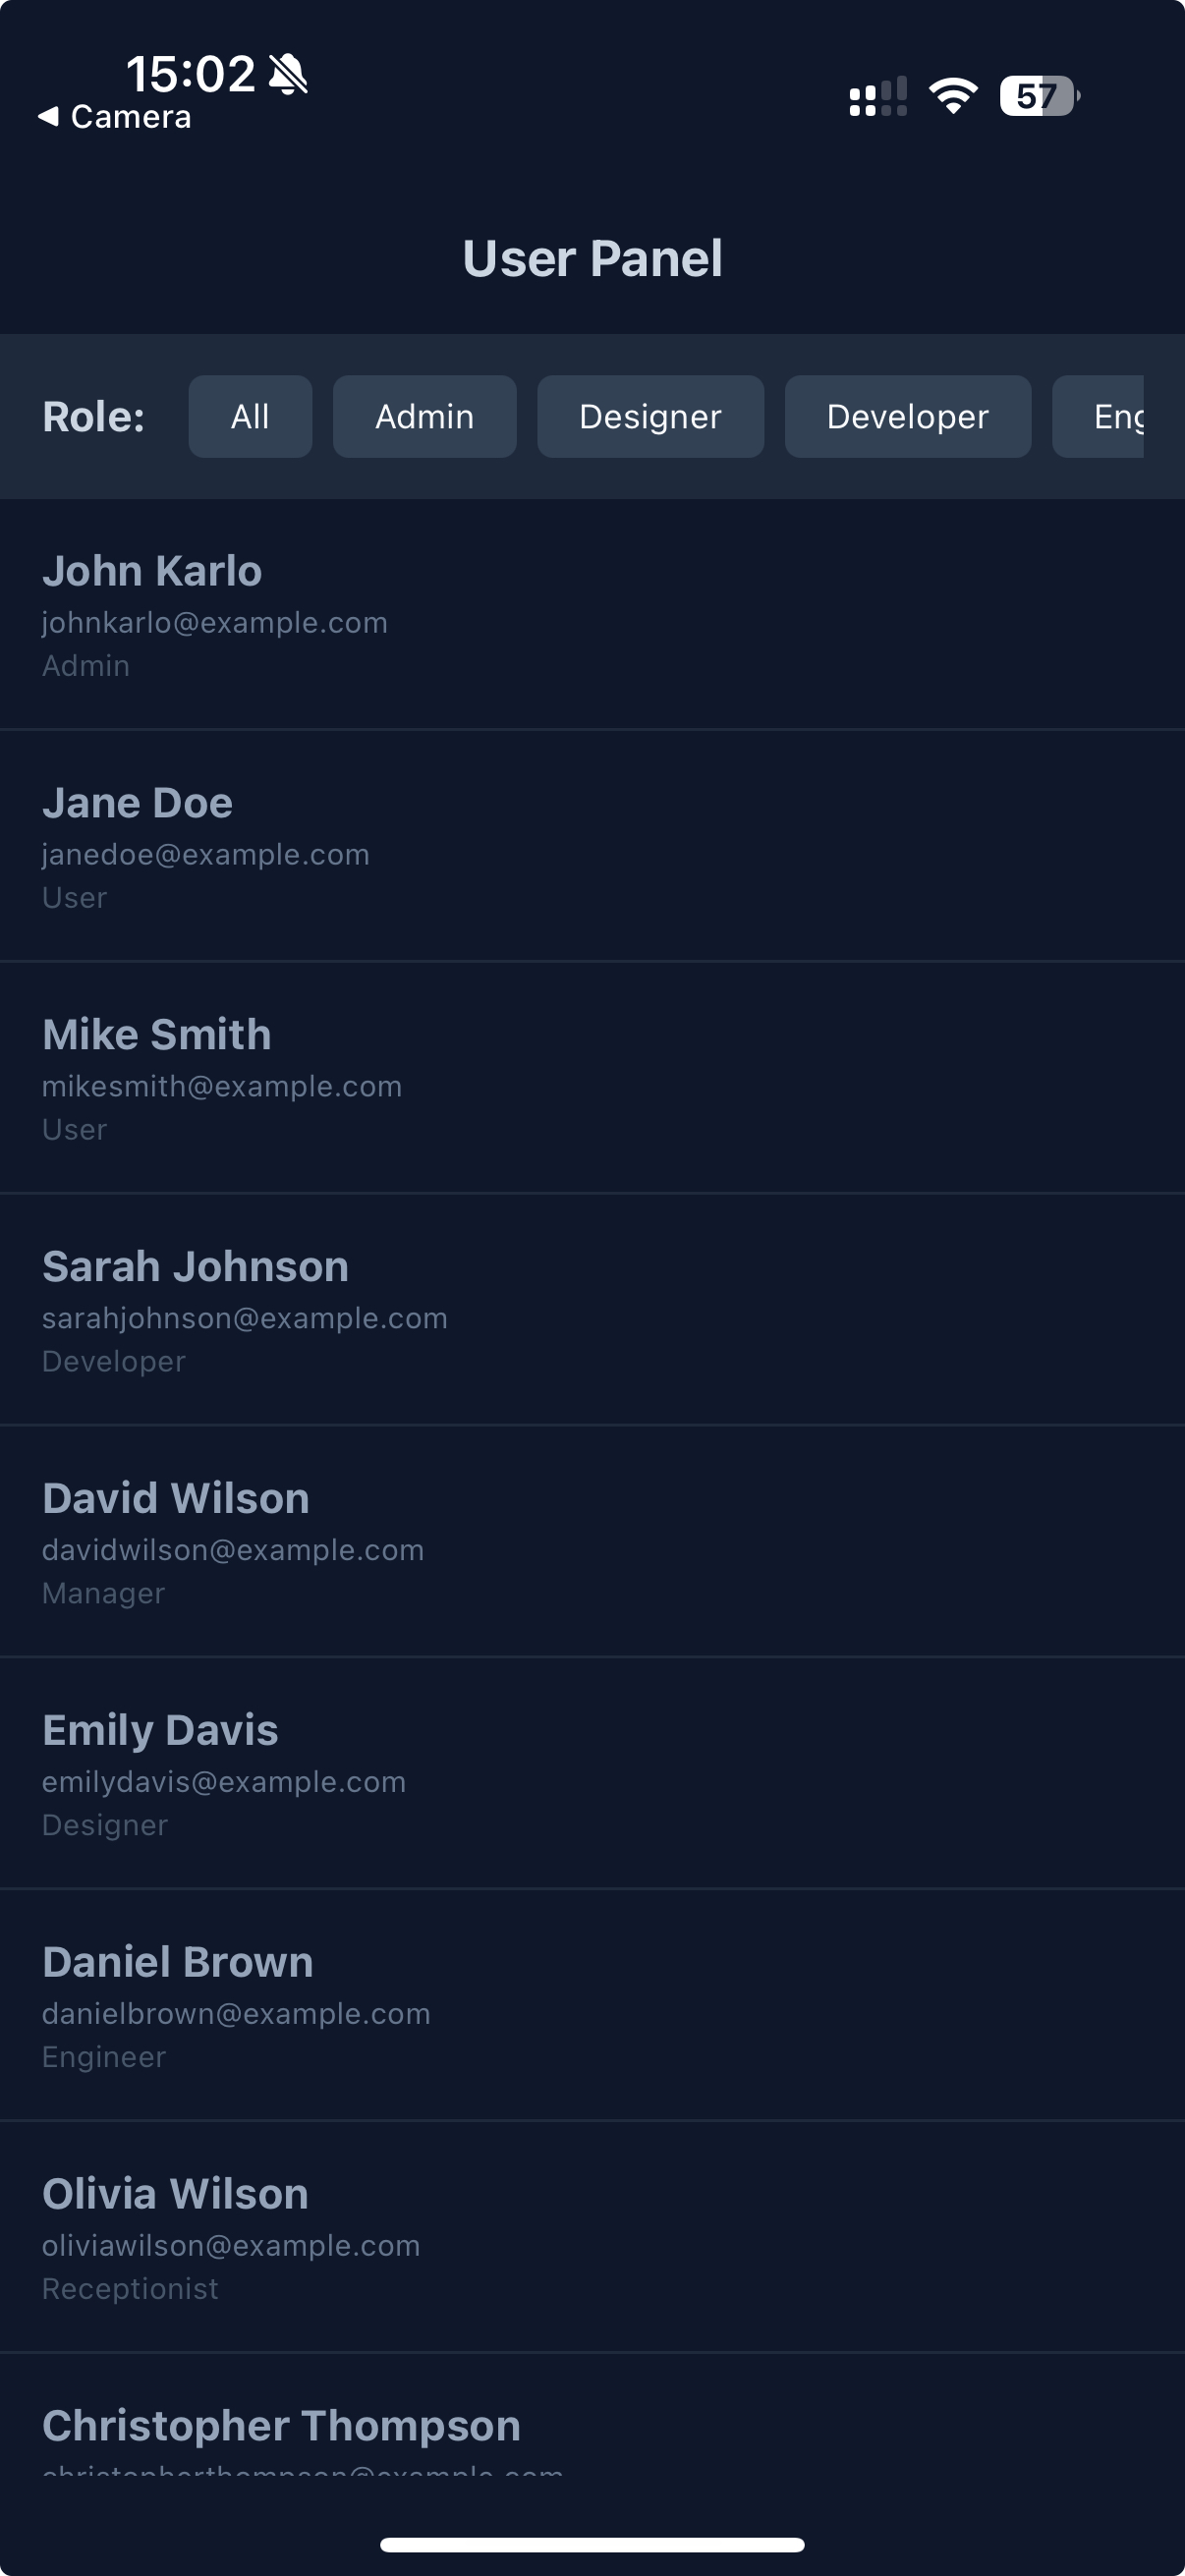 15:02
Camera
57
User Panel
Role:
All
Admin
Designer
Developer
Eng
John Karlo
johnkarlo@example.com
Admin
Jane Doe
janedoe@example.com
User
Mike Smith
mikesmith@example.com
User
Sarah Johnson
sarahjohnson@example.com
Developer
David Wilson
davidwilson@example.com
Manager
Emily Davis
emilydavis@example.com
Designer
Daniel Brown
danielbrown@example.com
Engineer
Olivia Wilson
oliviawilson@example.com
Receptionist
Christopher Thompson
christopherthompson@example.com